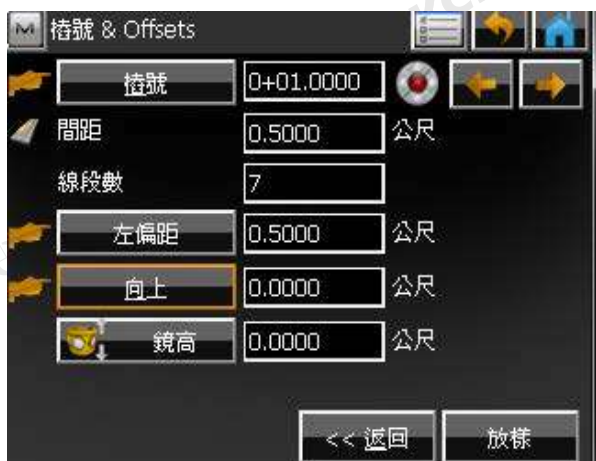 M 樁號 & Offsets
樁號 0+01.0000
間距 0.5000 公尺
線段數 7
左偏距 0.5000 公尺
向上 0.0000 公尺
鏡高 0.0000 公尺
<< 返回 放樣